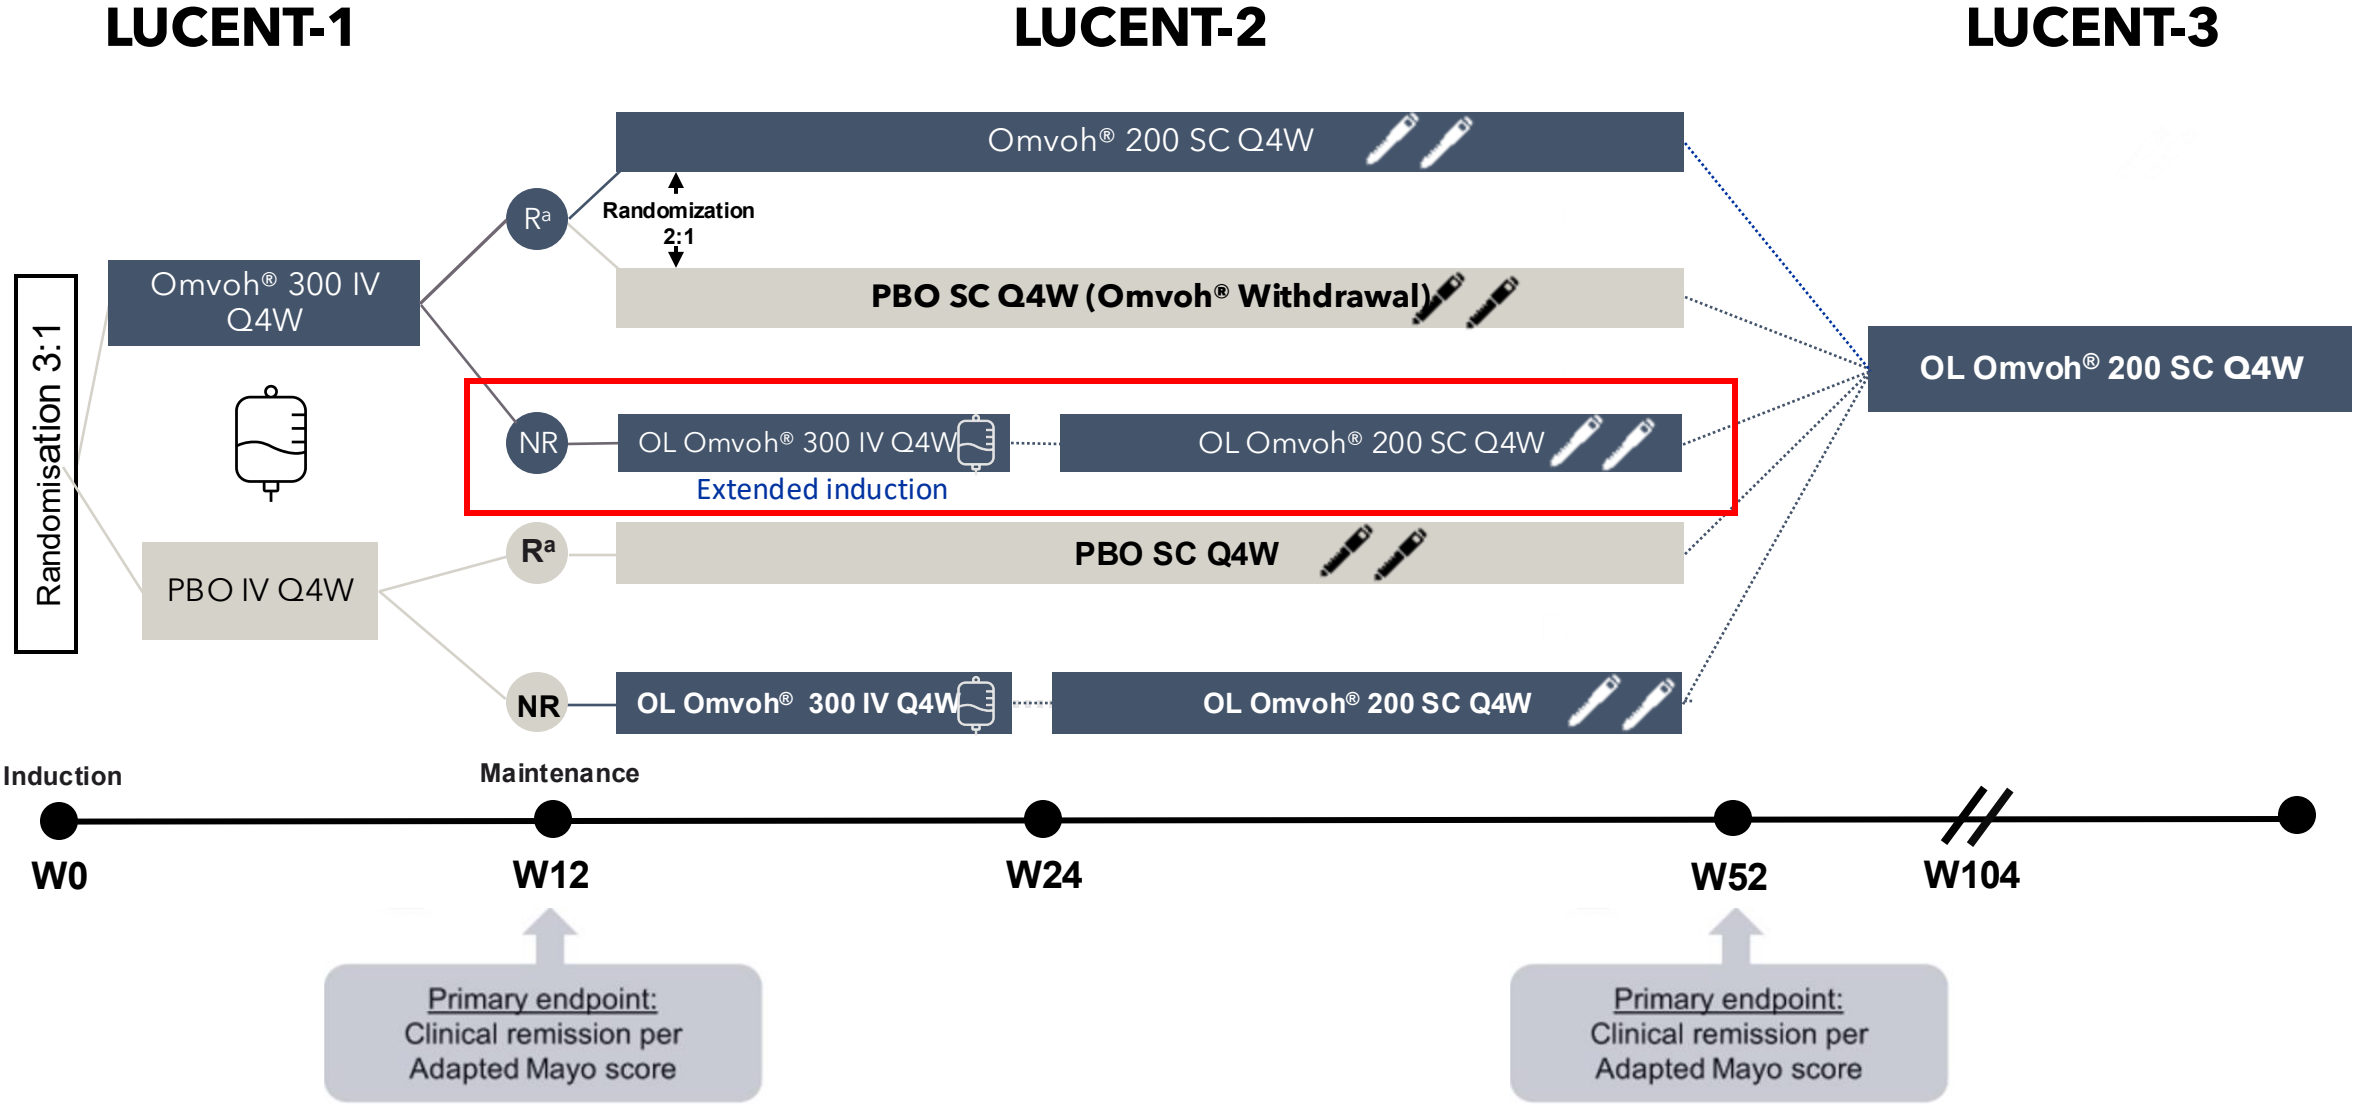 LUCENT-1
LUCENT-2
LUCENT-3
Randomisation 3:1
Omvoh® 300 IV
Q4W
PBO IV Q4W
Rª
Omvoh® 200 SC Q4W
Randomization
2:1
PBO SC Q4W (Omvoh® Withdrawal)
NR
OL Omvoh® 300 IV Q4W
OL Omvoh® 200 SC Q4W
Extended induction
Rª
PBO SC Q4W
NR
OL Omvoh® 300 IV Q4W
OL Omvoh® 200 SC Q4W
OL Omvoh® 200 SC Q4W
Induction
Maintenance
W0
W12
W24
W52
W104
Primary endpoint:
Clinical remission per
Adapted Mayo score
Primary endpoint:
Clinical remission per
Adapted Mayo score